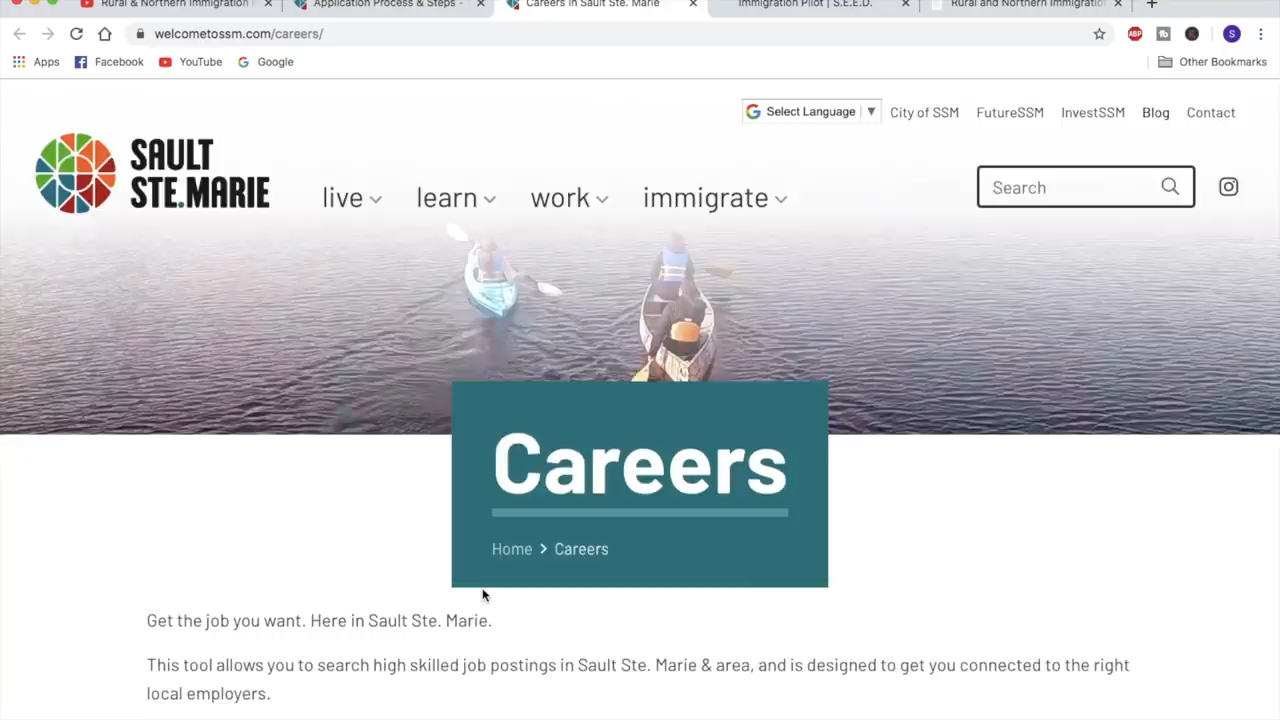 Rural & Northern Immigration
Application Process & Steps -
Careers in Sault Ste. Marie
Immigration Pilot | S.E.E.D.
Rural and Northern Immigratio
welcometossm.com/careers/
ABP
S
Apps
Facebook
YouTube
Google
Other Bookmarks
Select Language
City of SSM
FutureSSM
InvestSSM
Blog
Contact
SAULT
STE.MARIE
live
learn
work
immigrate
Search
Careers
Home > Careers
Get the job you want. Here in Sault Ste. Marie.
This tool allows you to search high skilled job postings in Sault Ste. Marie & area, and is designed to get you connected to the right
local employers.